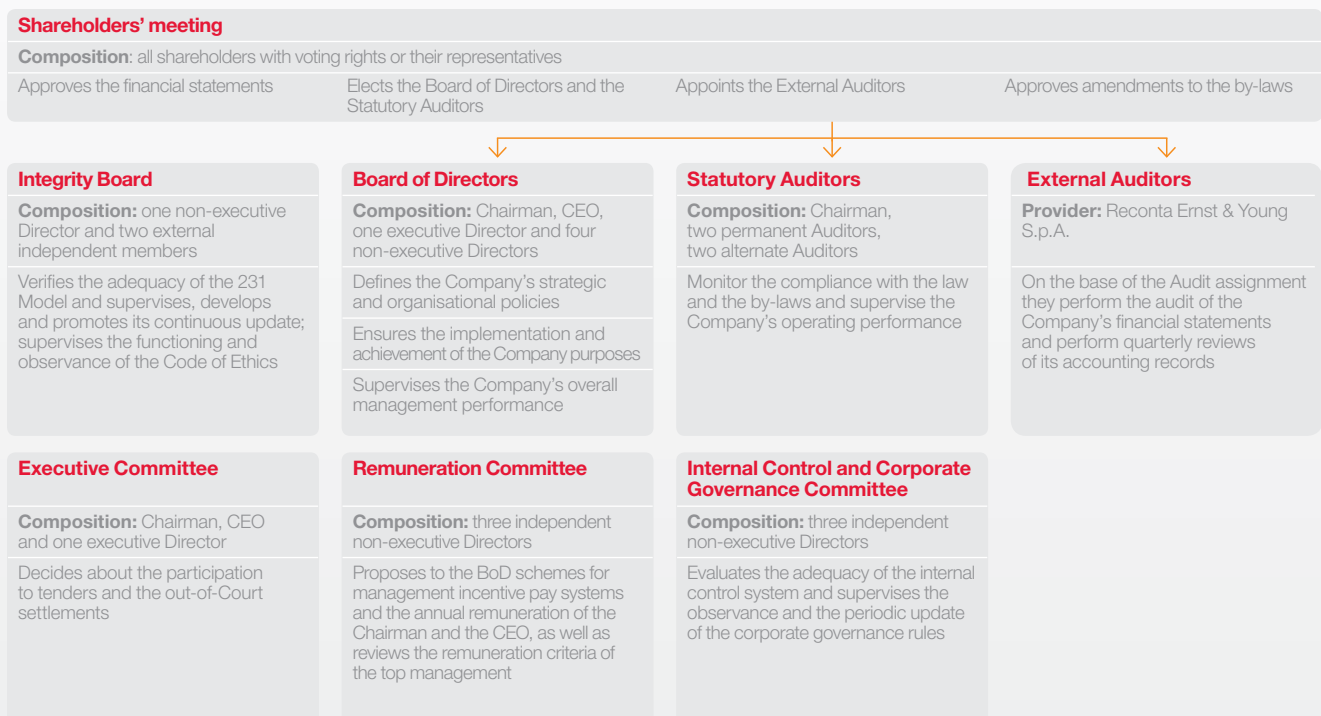 Shareholders' meeting
Composition: all shareholders with voting rights or their representatives
Approves the financial statements
Elects the Board of Directors and the
Statutory Auditors
Appoints the External Auditors
Approves amendments to the by-laws
Integrity Board
Composition: one non-executive
Director and two external
independent members
Verifies the adequacy of the 231
Model and supervises, develops
and promotes its continuous update;
supervises the functioning and
observance of the Code of Ethics
Board of Directors
Composition: Chairman, CEO,
one executive Director and four
non-executive Directors
Defines the Company's strategic
and organisational policies
Ensures the implementation and
achievement of the Company purposes
Supervises the Company's overall
management performance
Statutory Auditors
Composition: Chairman,
two permanent Auditors,
two alternate Auditors
Monitor the compliance with the law
and the by-laws and supervise the
Company's operating performance
External Auditors
Provider: Reconta Ernst & Young
S.p.A.
On the base of the Audit assignment
they perform the audit of the
Company's financial statements
and perform quarterly reviews
of its accounting records
Executive Committee
Composition: Chairman, CEO
and one executive Director
Decides about the participation
to tenders and the out-of-Court
settlements
Remuneration Committee
Composition: three independent
non-executive Directors
Proposes to the BoD schemes for
management incentive pay systems
and the annual remuneration of the
Chairman and the CEO, as well as
reviews the remuneration criteria of
the top management
Internal Control and Corporate
Governance Committee
Composition: three independent
non-executive Directors
Evaluates the adequacy of the internal
control system and supervises the
observance and the periodic update
of the corporate governance rules